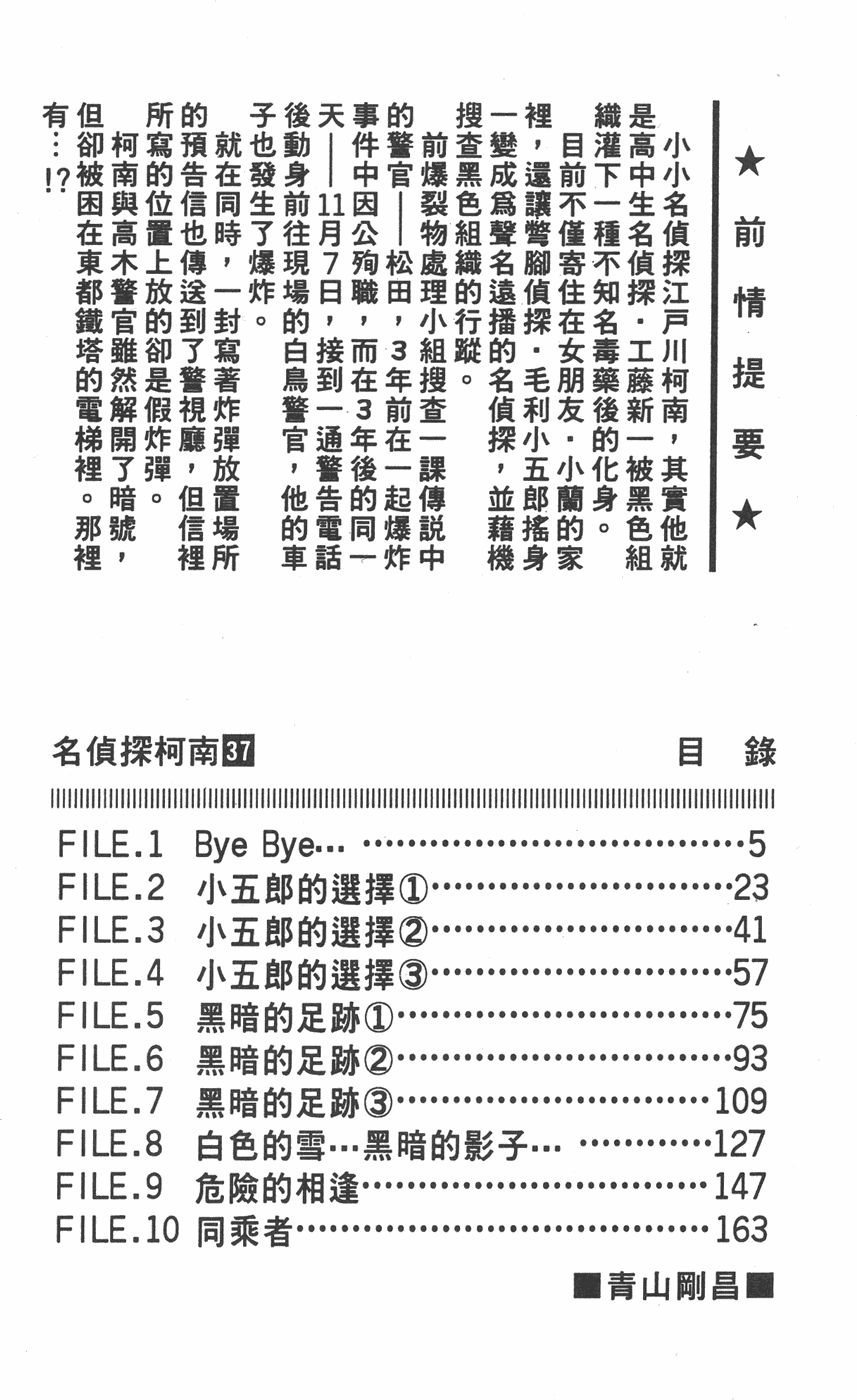 ★前情提要★
小小名偵探江戸川柯南，其實他就
是高中生名偵探・工藤新一被黑色組
織灌下一種不知名毒藥後的化身。
目前不僅寄住在女朋友・小蘭的家
裡，還讓彆腳偵探・毛利小五郎搖身
一變成為聲名遠播的名偵探，並藉機
搜查黑色組織的行蹤。
前爆裂物處理小組搜查一課傳說中
的警官——松田，3年前在一起爆炸
事件中因公殉職，而在3年後的同一
天——11月7日，接到一通警告電話
後動身前往現場的白鳥警官，他的車
子也發生了爆炸。
就在同時，一封寫著炸彈放置場所
的預告信也傳送到了警視廳，但信裡
所寫的位置上放的卻是假炸彈。
柯南與高木警官雖然解開了暗號，
但卻被困在東都鐵塔的電梯裡。那裡
有…!?
名偵探柯南37 目錄
FILE.1 Bye Bye… ……5
FILE.2 小五郎的選擇①……23
FILE.3 小五郎的選擇②……41
FILE.4 小五郎的選擇③……57
FILE.5 黑暗的足跡①……75
FILE.6 黑暗的足跡②……93
FILE.7 黑暗的足跡③……109
FILE.8 白色的雪…黑暗的影子… ……127
FILE.9 危險的相逢……147
FILE.10 同乘者……163
■青山剛昌■